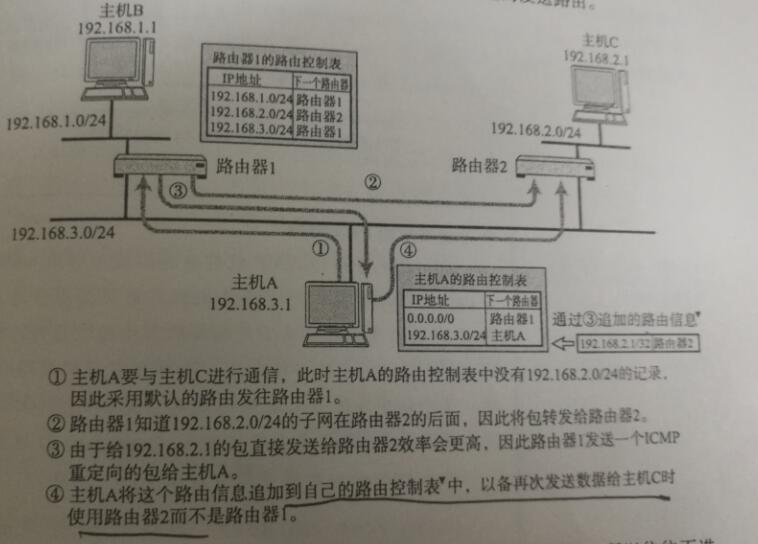 发送路由。
主机B
192.168.1.1
主机C
192.168.2.1
路由器1的路由控制表
IP地址 下一个路由器
192.168.1.0/24 路由器1
192.168.2.0/24 路由器2
192.168.3.0/24 路由器1
192.168.1.0/24
192.168.2.0/24
路由器1
路由器2
③
②
192.168.3.0/24
①
④
主机A
192.168.3.1
主机A的路由控制表
IP地址 下一个路由器
0.0.0.0/0 路由器1
192.168.3.0/24 主机A
通过③追加的路由信息▼
192.168.2.1/32 路由器2
① 主机A要与主机C进行通信，此时主机A的路由控制表中没有192.168.2.0/24的记录，
因此采用默认的路由发往路由器1。
② 路由器1知道192.168.2.0/24的子网在路由器2的后面，因此将包转发给路由器2。
③ 由于给192.168.2.1的包直接发送给路由器2效率会更高，因此路由器1发送一个ICMP
重定向的包给主机A。
④ 主机A将这个路由信息追加到自己的路由控制表▼中，以备再次发送数据给主机C时
使用路由器2而不是路由器1。